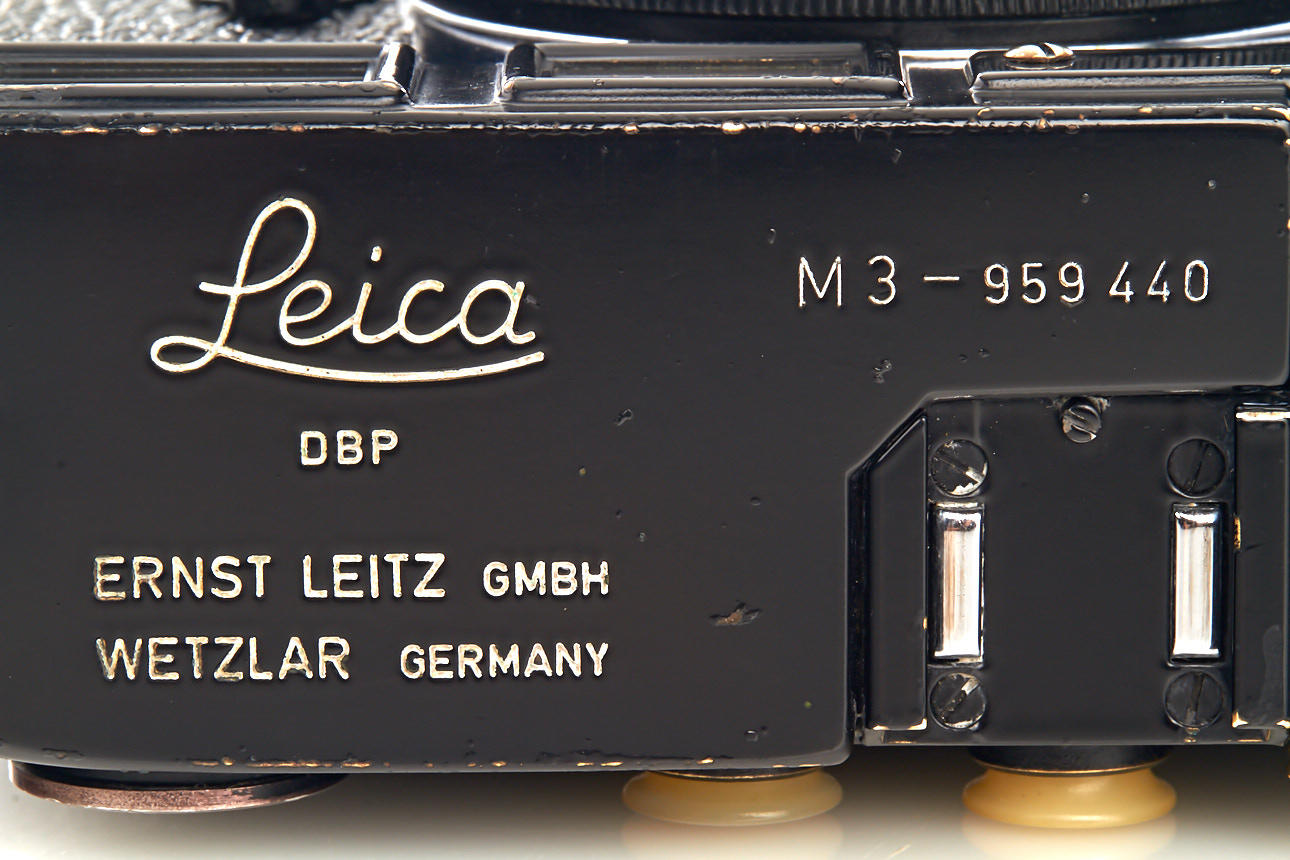 Leica
M3-959440
DBP
ERNST LEITZ GMBH
WETZLAR GERMANY